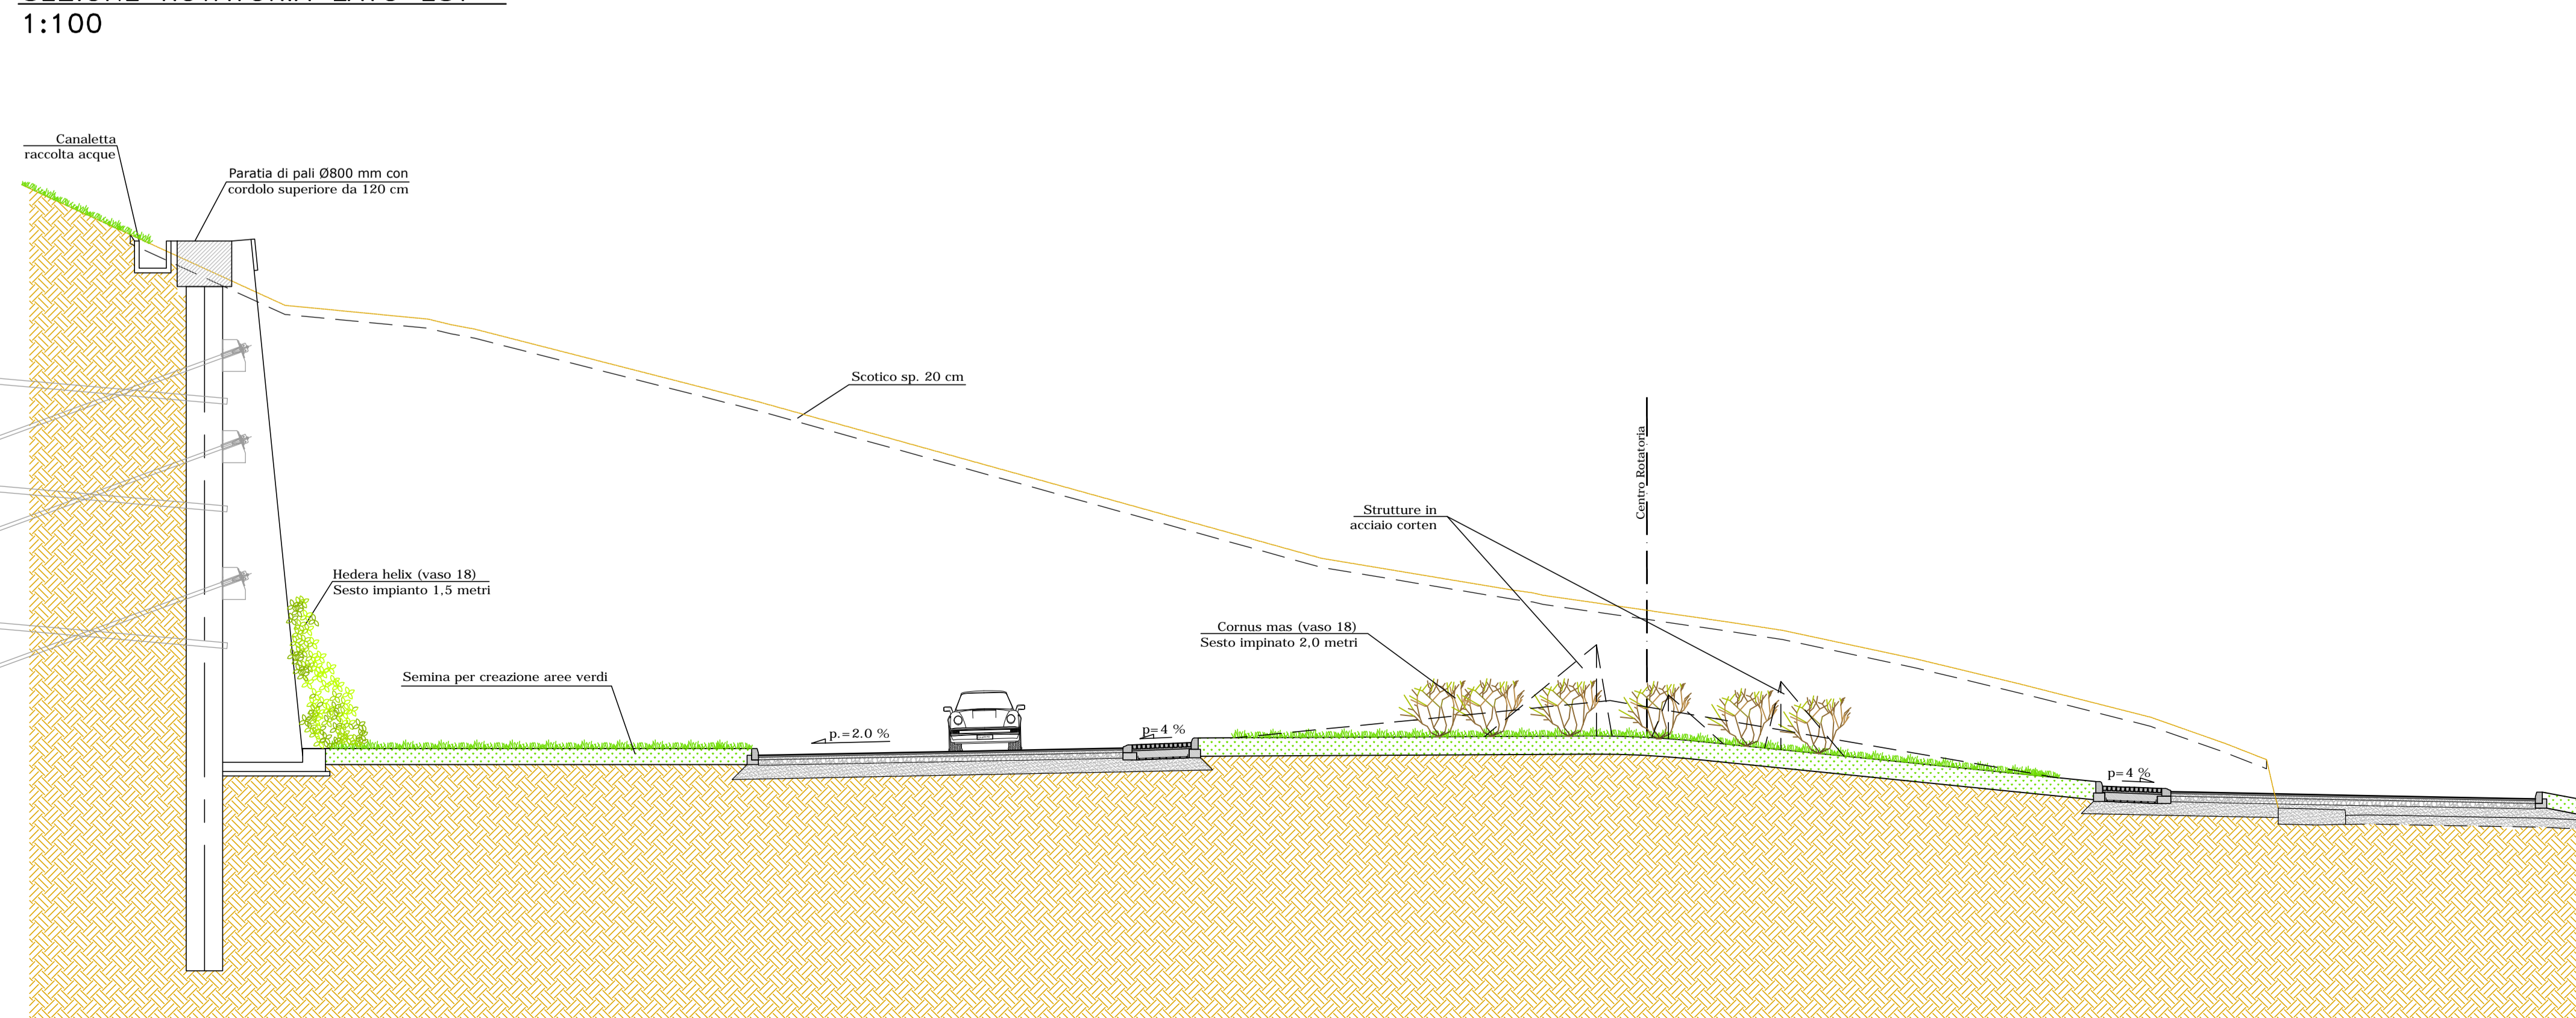 1:100
Canaletta
raccolta acque
Paratia di pali Ø800 mm con
cordolo superiore da 120 cm
Scotico sp. 20 cm
Centro Rotatoria
Strutture in
acciaio corten
Hedera helix (vaso 18)
Sesto impianto 1,5 metri
Cornus mas (vaso 18)
Sesto impinato 2,0 metri
Semina per creazione aree verdi
p.=2.0 %
p=4 %
p=4 %